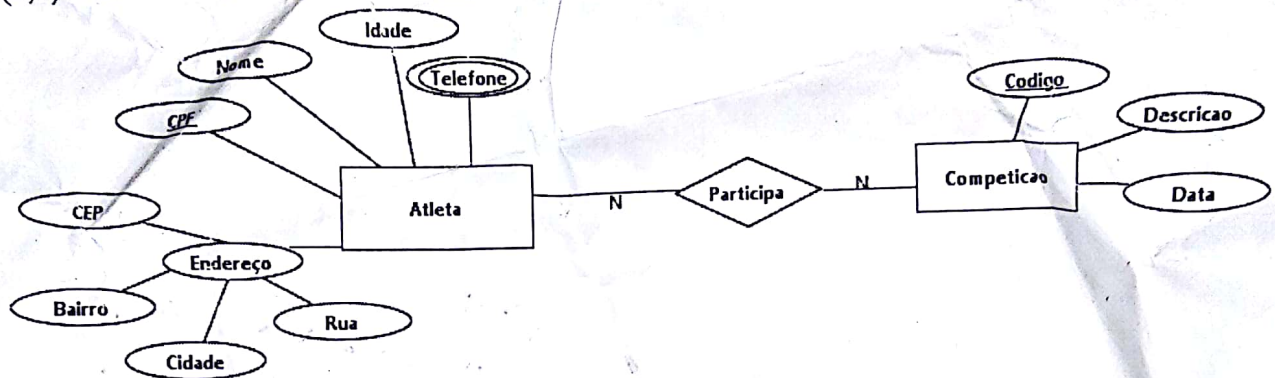 Idade
Nome
Telefone
CPF
Codigo
Descricao
Atleta
N
Participa
N
Competicao
Data
CEP
Endereço
Bairro
Rua
Cidade